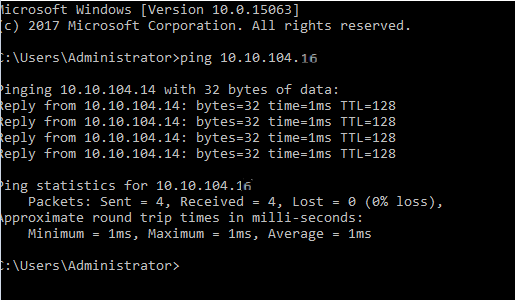 Microsoft Windows [Version 10.0.15063]
(c) 2017 Microsoft Corporation. All rights reserved.
C:\Users\Administrator>ping 10.10.104.16
Pinging 10.10.104.14 with 32 bytes of data:
Reply from 10.10.104.14: bytes=32 time=1ms TTL=128
Reply from 10.10.104.14: bytes=32 time=1ms TTL=128
Reply from 10.10.104.14: bytes=32 time=1ms TTL=128
Reply from 10.10.104.14: bytes=32 time=1ms TTL=128
Ping statistics for 10.10.104.16
Packets: Sent = 4, Received = 4, Lost = 0 (0% loss),
Approximate round trip times in milli-seconds:
Minimum = 1ms, Maximum = 1ms, Average = 1ms
C:\Users\Administrator>